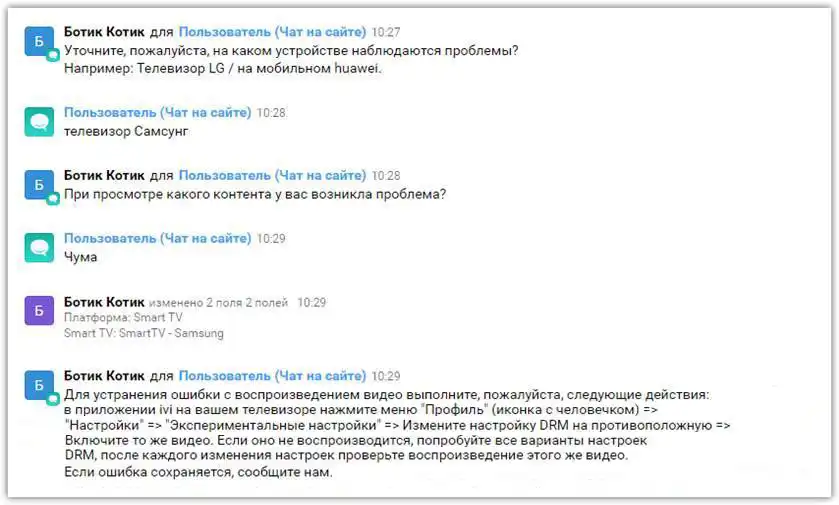 Ботик Котик для Пользователь (Чат на сайте) 10:27
Б
Уточните, пожалуйста, на каком устройстве наблюдаются проблемы?
Например: Телевизор LG / на мобильном huawei.
Пользователь (Чат на сайте) 10:28
телевизор Самсунг
Ботик Котик для Пользователь (Чат на сайте) 10:28
Б
При просмотре какого контента у вас возникла проблема?
Пользователь (Чат на сайте) 10:29
Чума
Ботик Котик изменено 2 поля 2 полей 10:29
Б
Платформа: Smart TV
Smart TV: SmartTV - Samsung
Ботик Котик для Пользователь (Чат на сайте) 10:29
Б
Для устранения ошибки с воспроизведением видео выполните, пожалуйста, следующие действия:
в приложении ivi на вашем телевизоре нажмите меню "Профиль" (иконка с человечком) =>
"Настройки" => "Экспериментальные настройки" => Измените настройку DRM на противоположную =>
Включите то же видео. Если оно не воспроизводится, попробуйте все варианты настроек
DRM, после каждого изменения настроек проверьте воспроизведение этого же видео.
Если ошибка сохраняется, сообщите нам.